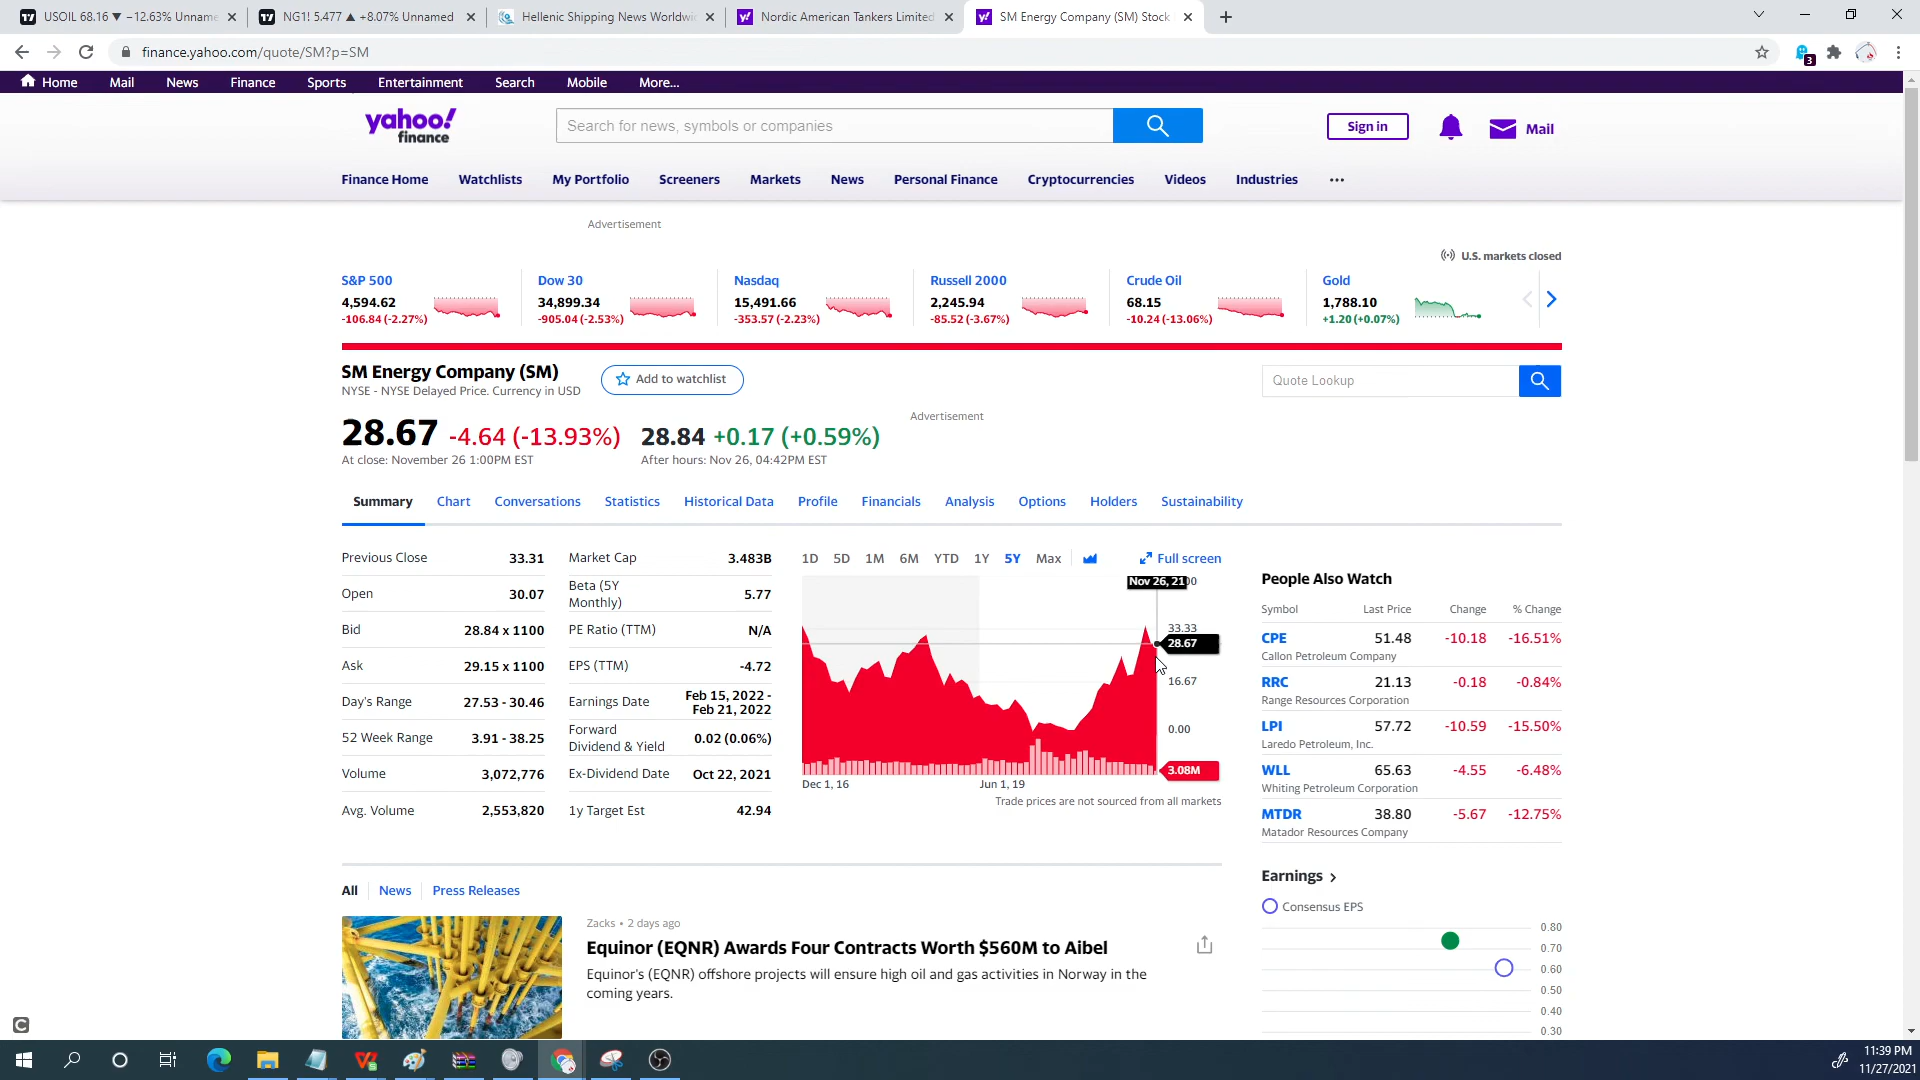 USOIL 68.16 ▼ −12.63% Unname
NG1! 5.477 ▲ +8.07% Unnamed
Hellenic Shipping News Worldwi
Nordic American Tankers Limited
SM Energy Company (SM) Stock
finance.yahoo.com/quote/SM?p=SM
3
Home Mail News Finance Sports Entertainment Search Mobile More...
yahoo!
finance
Search for news, symbols or companies
Sign in
Mail
Finance Home Watchlists My Portfolio Screeners Markets News Personal Finance Cryptocurrencies Videos Industries ...
Advertisement
U.S. markets closed
S&P 500
4,594.62
-106.84 (-2.27%)
Dow 30
34,899.34
-905.04 (-2.53%)
Nasdaq
15,491.66
-353.57 (-2.23%)
Russell 2000
2,245.94
-85.52 (-3.67%)
Crude Oil
68.15
-10.24 (-13.06%)
Gold
1,788.10
+1.20 (+0.07%)
SM Energy Company (SM)
NYSE - NYSE Delayed Price. Currency in USD
Add to watchlist
Quote Lookup
Advertisement
28.67 -4.64 (-13.93%)
At close: November 26 1:00PM EST
28.84 +0.17 (+0.59%)
After hours: Nov 26, 04:42PM EST
Summary Chart Conversations Statistics Historical Data Profile Financials Analysis Options Holders Sustainability
Previous Close 33.31
Open 30.07
Bid 28.84 x 1100
Ask 29.15 x 1100
Day's Range 27.53 - 30.46
52 Week Range 3.91 - 38.25
Volume 3,072,776
Avg. Volume 2,553,820
Market Cap 3.483B
Beta (5Y
Monthly) 5.77
PE Ratio (TTM) N/A
EPS (TTM) -4.72
Earnings Date Feb 15, 2022 -
Feb 21, 2022
Forward
Dividend & Yield 0.02 (0.06%)
Ex-Dividend Date Oct 22, 2021
1y Target Est 42.94
1D 5D 1M 6M YTD 1Y 5Y Max Full screen
Nov 26, 21
33.33
28.67
16.67
0.00
3.08M
Dec 1, 16
Jun 1, 19
Trade prices are not sourced from all markets
People Also Watch
Symbol Last Price Change % Change
CPE 51.48 -10.18 -16.51%
Callon Petroleum Company
RRC 21.13 -0.18 -0.84%
Range Resources Corporation
LPI 57.72 -10.59 -15.50%
Laredo Petroleum, Inc.
WLL 65.63 -4.55 -6.48%
Whiting Petroleum Corporation
MTDR 38.80 -5.67 -12.75%
Matador Resources Company
Earnings
Consensus EPS
0.80
0.70
0.60
0.50
0.40
0.30
All News Press Releases
Zacks • 2 days ago
Equinor (EQNR) Awards Four Contracts Worth $560M to Aibel
Equinor's (EQNR) offshore projects will ensure high oil and gas activities in Norway in the
coming years.
11:39 PM
11/27/2021